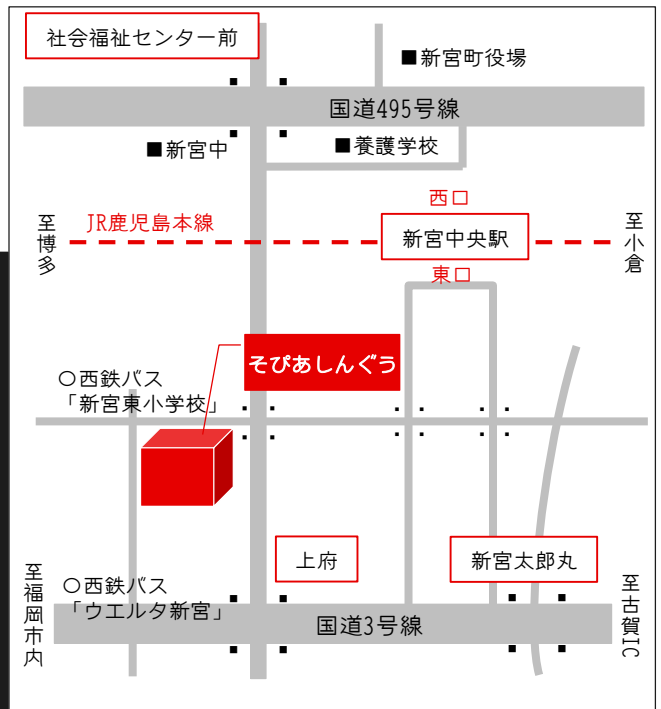 社会福祉センター前
■新宮町役場
国道495号線
■新宮中
■養護学校
西口
至博多
JR鹿児島本線
新宮中央駅
至小倉
東口
そぴあしんぐう
○西鉄バス
「新宮東小学校」
上府
新宮太郎丸
至福岡市内
○西鉄バス
「ウエルタ新宮」
国道3号線
至古賀IC